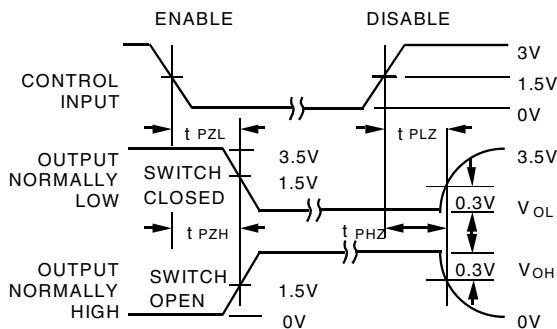 ENABLE DISABLE
3V
CONTROL INPUT 1.5V
0V
t PZL t PLZ
OUTPUT NORMALLY LOW
3.5V 3.5V
SWITCH CLOSED
1.5V
0.3V V OL
t PZH t PHZ
0.3V V OH
OUTPUT NORMALLY HIGH
SWITCH OPEN
1.5V
0V 0V